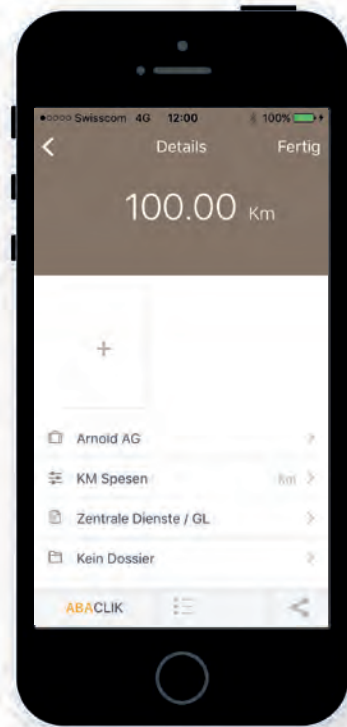 Swisscom 4G 12:00 100%
Details Fertig
100.00 Km
+
Arnold AG
KM Spesen Km
Zentrale Dienste / GL
Kein Dossier
ABACLIK